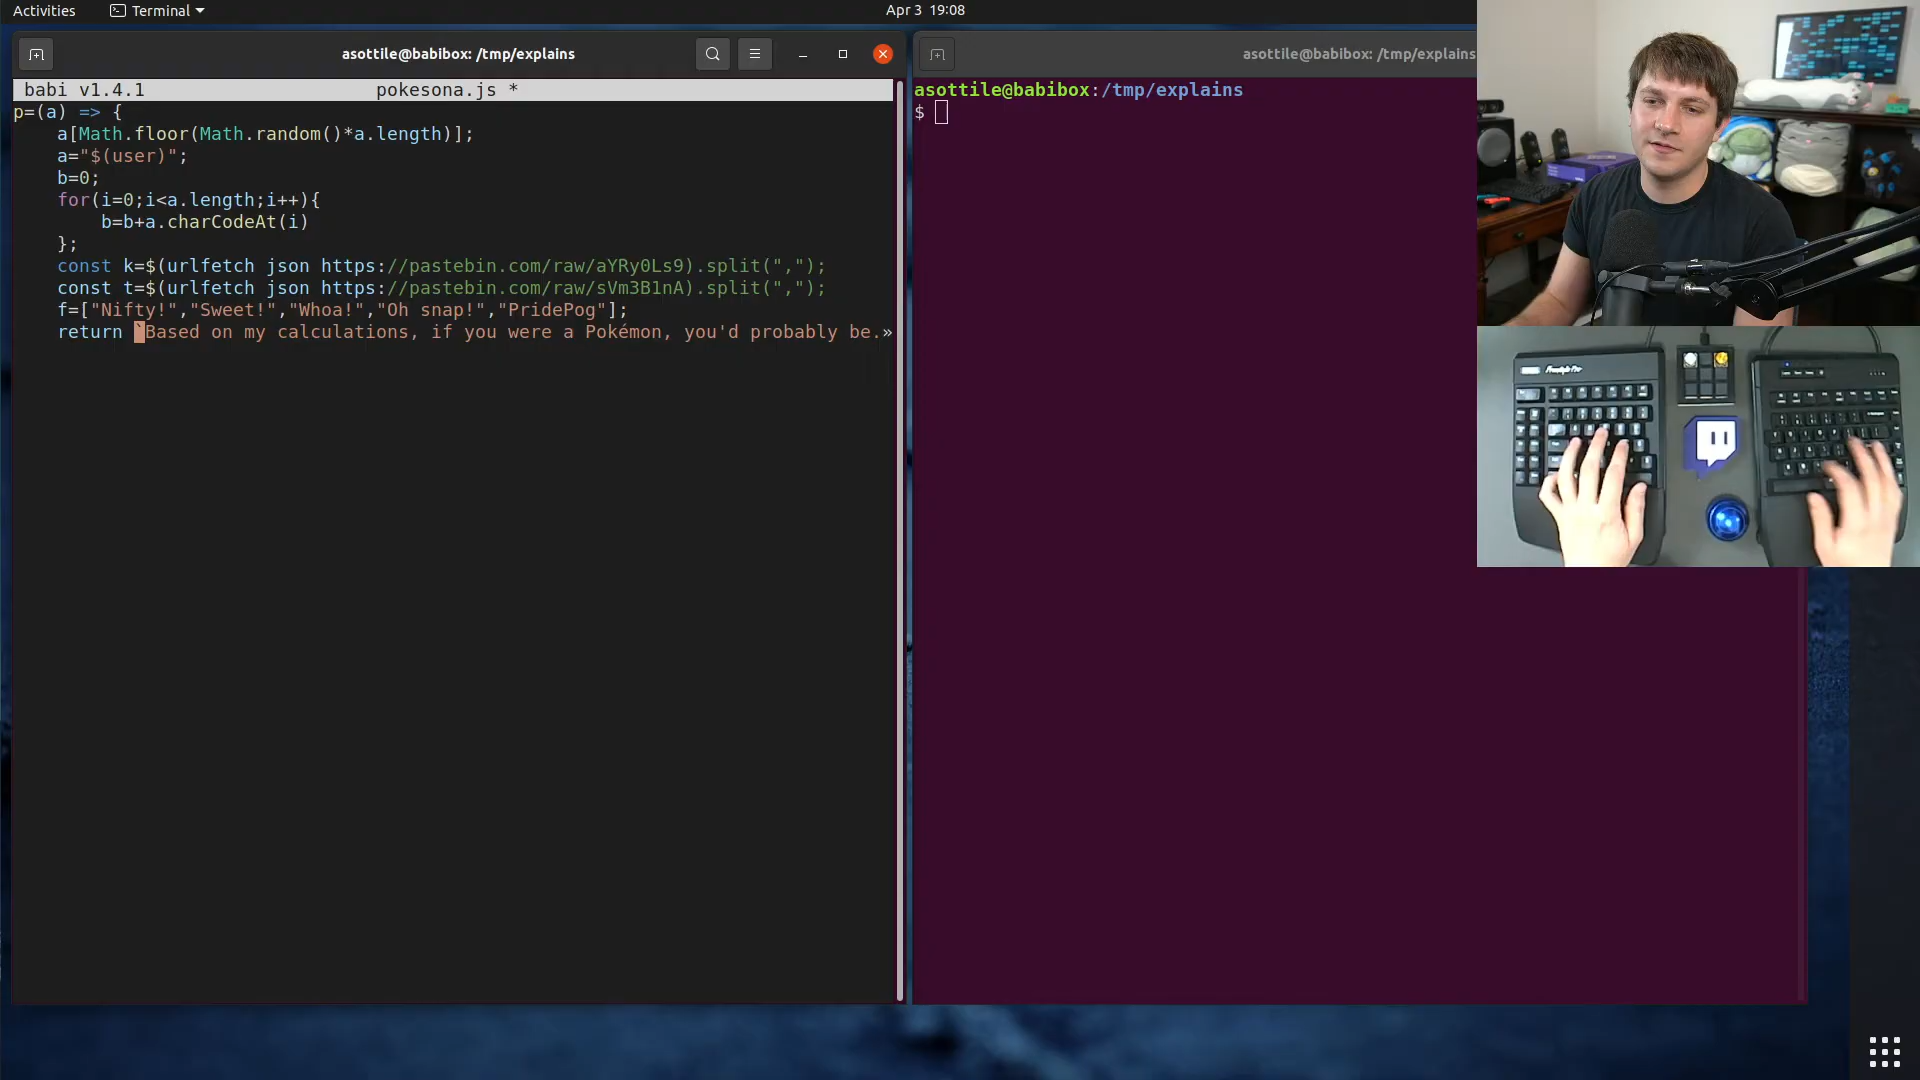 Activities Terminal Apr 3 19:08
asottile@babibox: /tmp/explains
babi v1.4.1 pokesona.js *
p=(a) => {
    a[Math.floor(Math.random()*a.length)];
    a="$(user)";
    b=0;
    for(i=0;i<a.length;i++){
        b=b+a.charCodeAt(i)
    };
    const k=$(urlfetch json https://pastebin.com/raw/aYRy0Ls9).split(",");
    const t=$(urlfetch json https://pastebin.com/raw/sVm3B1nA).split(",");
    f=["Nifty!","Sweet!","Whoa!","Oh snap!","PridePog"];
    return `Based on my calculations, if you were a Pokémon, you'd probably be.»
asottile@babibox: /tmp/explains
asottile@babibox:/tmp/explains
$
Freestyle Pro